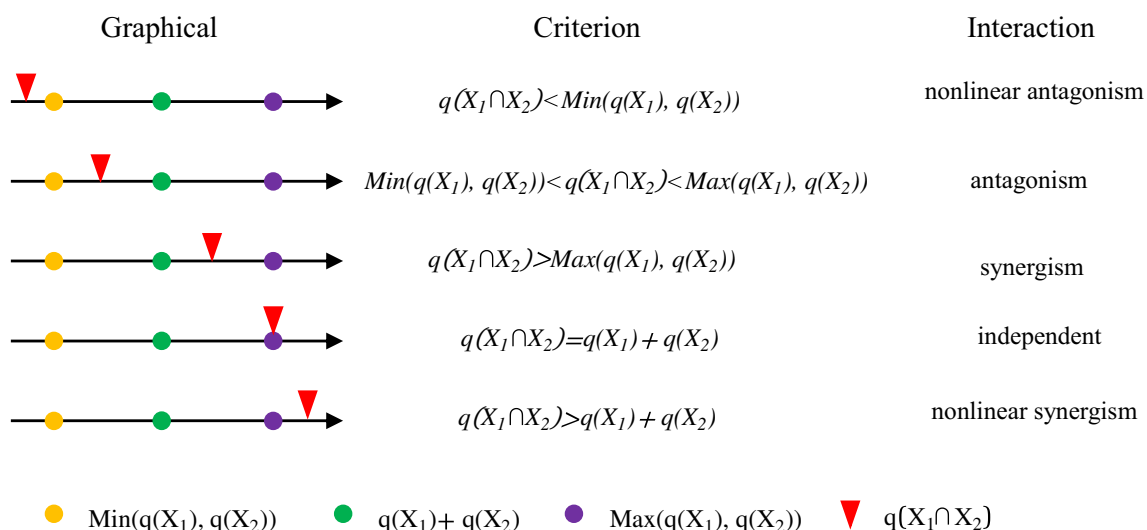 Graphical Criterion Interaction
q(X₁∩X₂)<Min(q(X₁), q(X₂)) nonlinear antagonism
Min(q(X₁), q(X₂))<q(X₁∩X₂)<Max(q(X₁), q(X₂)) antagonism
q(X₁∩X₂)>Max(q(X₁), q(X₂)) synergism
q(X₁∩X₂)=q(X₁)+q(X₂) independent
q(X₁∩X₂)>q(X₁)+q(X₂) nonlinear synergism
Min(q(X₁), q(X₂)) q(X₁)+ q(X₂) Max(q(X₁), q(X₂)) q(X₁∩X₂)